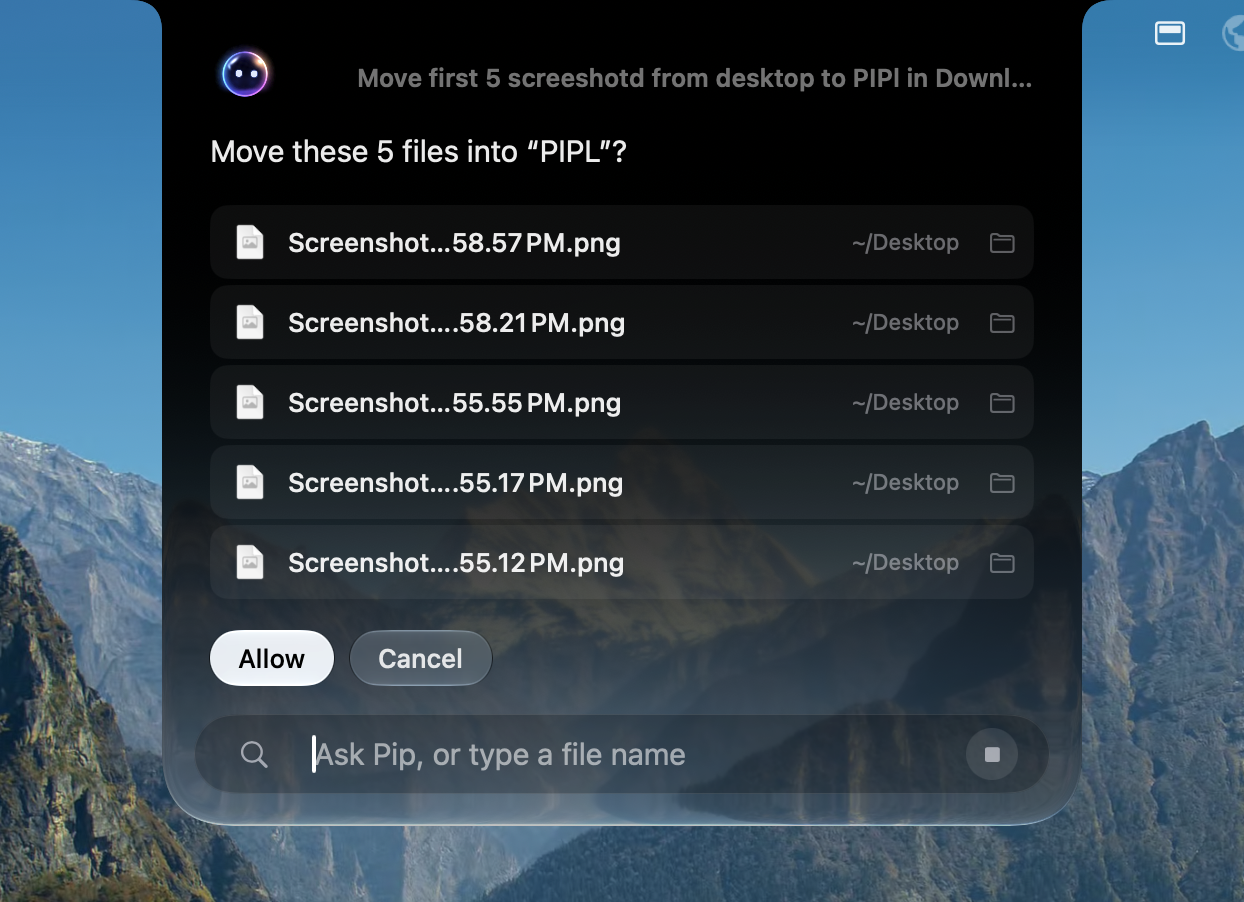 Move first 5 screeshotd from desktop to PIPl in Downl...
Move these 5 files into “PIPL”?
Screenshot...58.57 PM.png ~/Desktop
Screenshot....58.21 PM.png ~/Desktop
Screenshot...55.55 PM.png ~/Desktop
Screenshot....55.17 PM.png ~/Desktop
Screenshot....55.12 PM.png ~/Desktop
Allow Cancel
Ask Pip, or type a file name